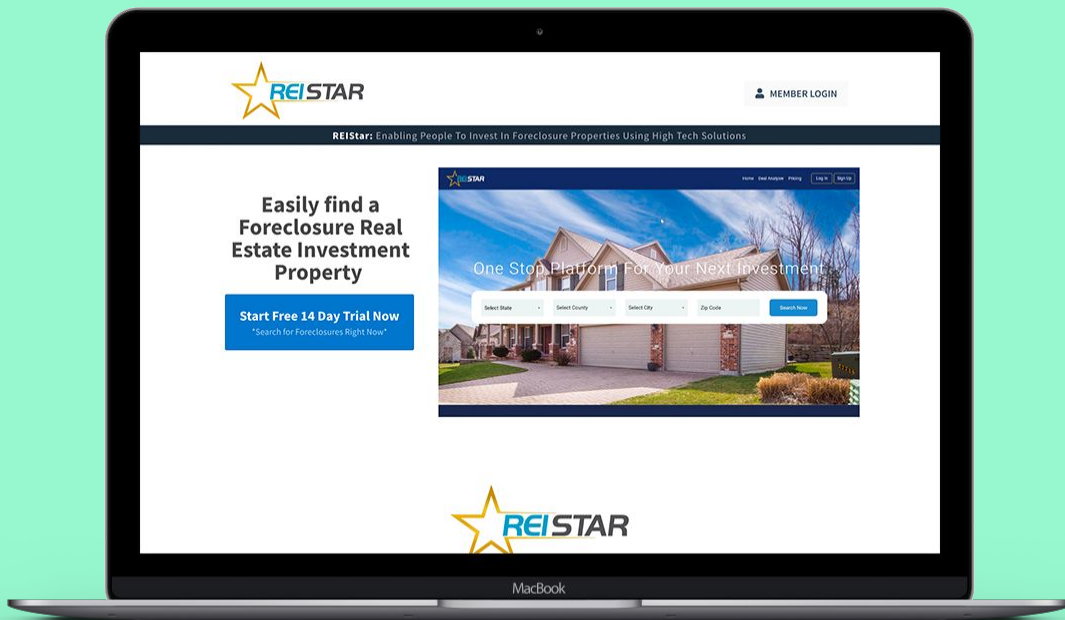 REISTAR
MEMBER LOGIN
REIStar: Enabling People To Invest In Foreclosure Properties Using High Tech Solutions
Easily find a
Foreclosure Real
Estate Investment
Property
Start Free 14 Day Trial Now
*Search for Foreclosures Right Now*
REISTAR
Home Deal Analyzer Pricing Log In Sign Up
One Stop Platform For Your Next Investment
Select State Select County Select City Zip Code Search Now
REISTAR
MacBook